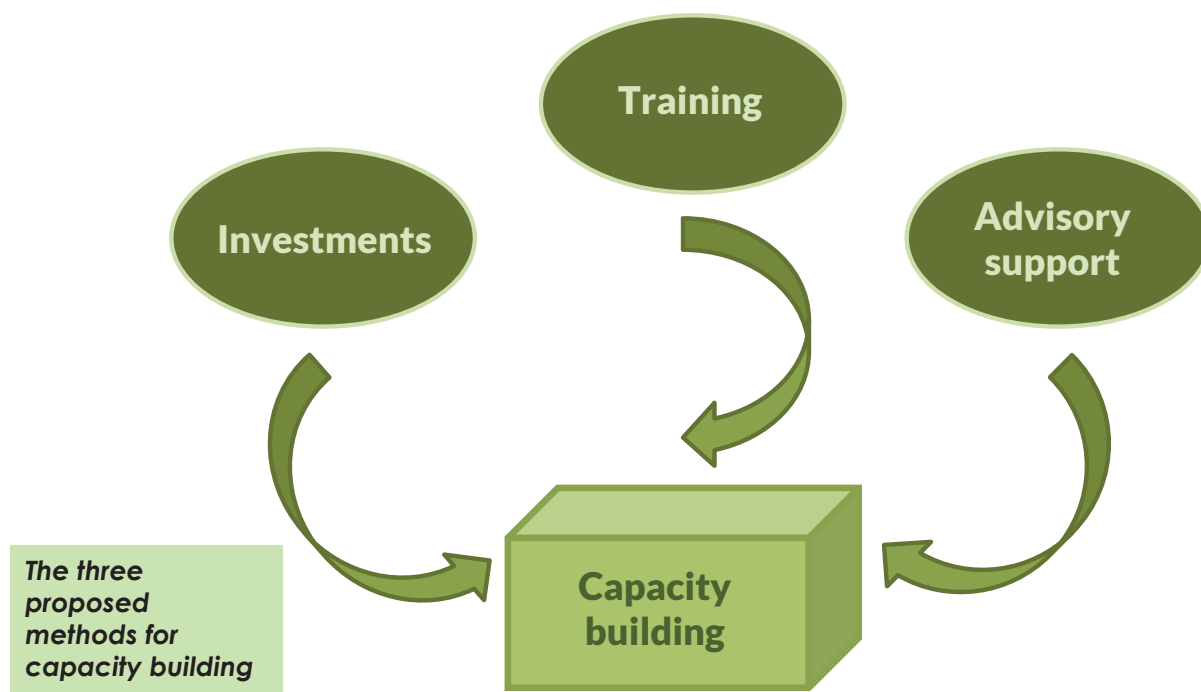 Training
Investments
Advisory
support
Capacity
building
The three
proposed
methods for
capacity building